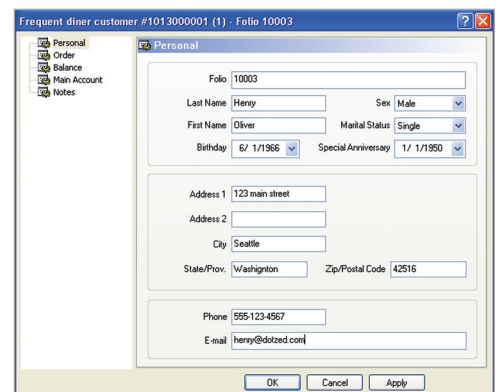 Frequent diner customer #1013000001 (1) - Folio 10003
Personal
Order
Balance
Main Account
Notes
Personal
Folio 10003
Last Name Henry Sex Male
First Name Oliver Marital Status Single
Birthday 6/ 1/1966 Special Anniversary 1/ 1/1950
Address 1 123 main street
Address 2
City Seattle
State/Prov. Washignton Zip/Postal Code 42516
Phone 555-123-4567
E-mail henry@dotzed.com
OK Cancel Apply